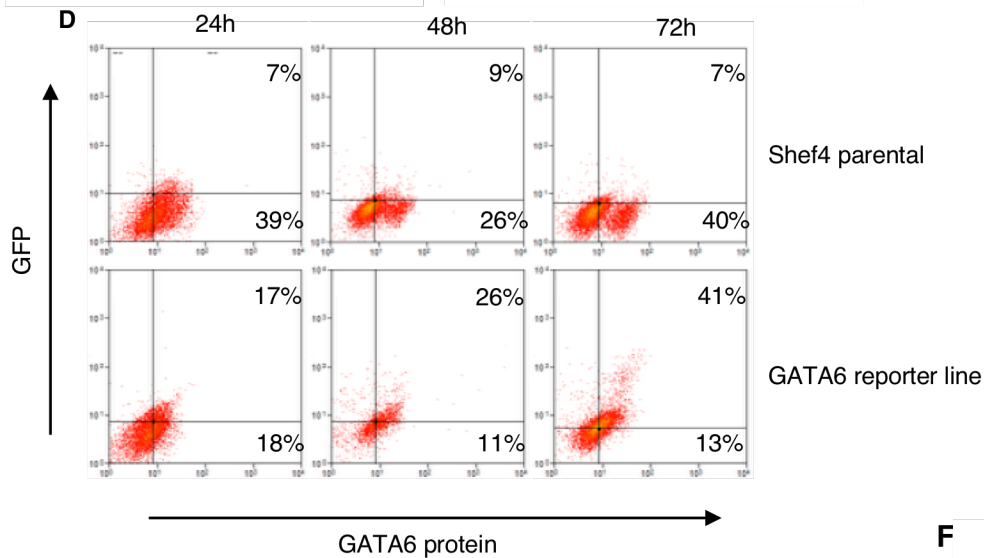 D
24h 48h 72h
7% 9% 7%
Shef4 parental
39% 26% 40%
GFP
17% 26% 41%
GATA6 reporter line
18% 11% 13%
GATA6 protein
F